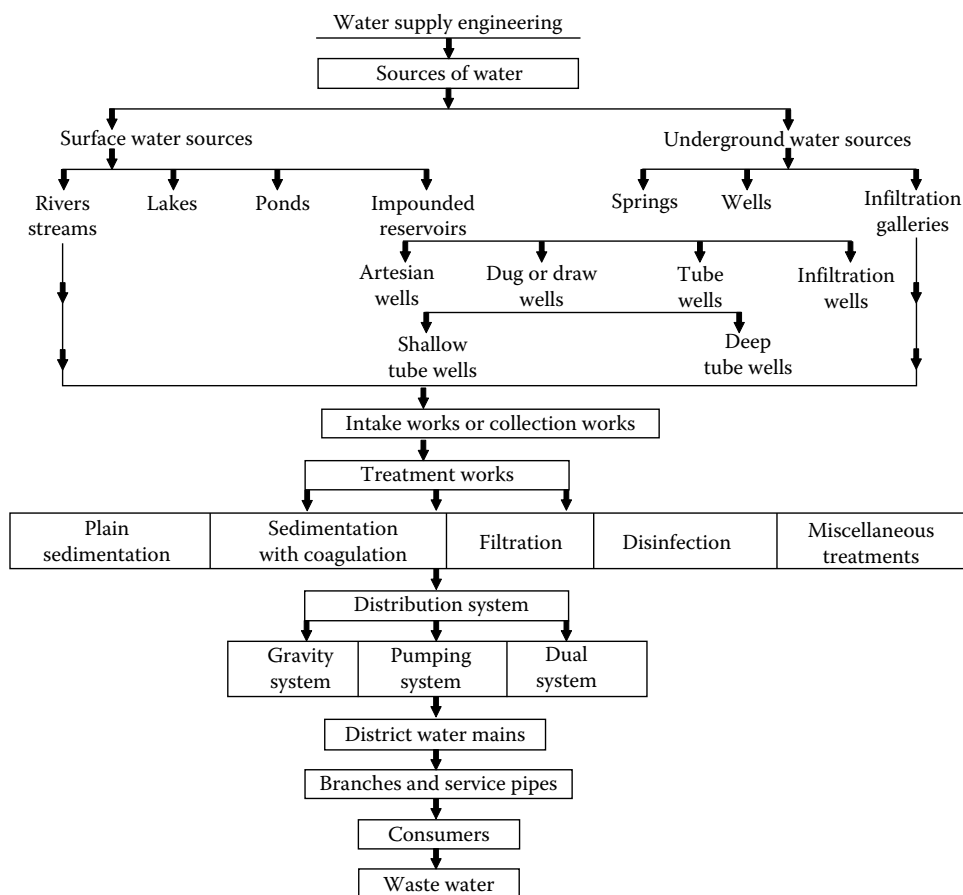 Water supply engineering
Sources of water
Surface water sources
Underground water sources
Rivers
streams
Lakes
Ponds
Impounded
reservoirs
Springs
Wells
Infiltration
galleries
Artesian
wells
Dug or draw
wells
Tube
wells
Infiltration
wells
Shallow
tube wells
Deep
tube wells
Intake works or collection works
Treatment works
Plain
sedimentation
Sedimentation
with coagulation
Filtration
Disinfection
Miscellaneous
treatments
Distribution system
Gravity
system
Pumping
system
Dual
system
District water mains
Branches and service pipes
Consumers
Waste water